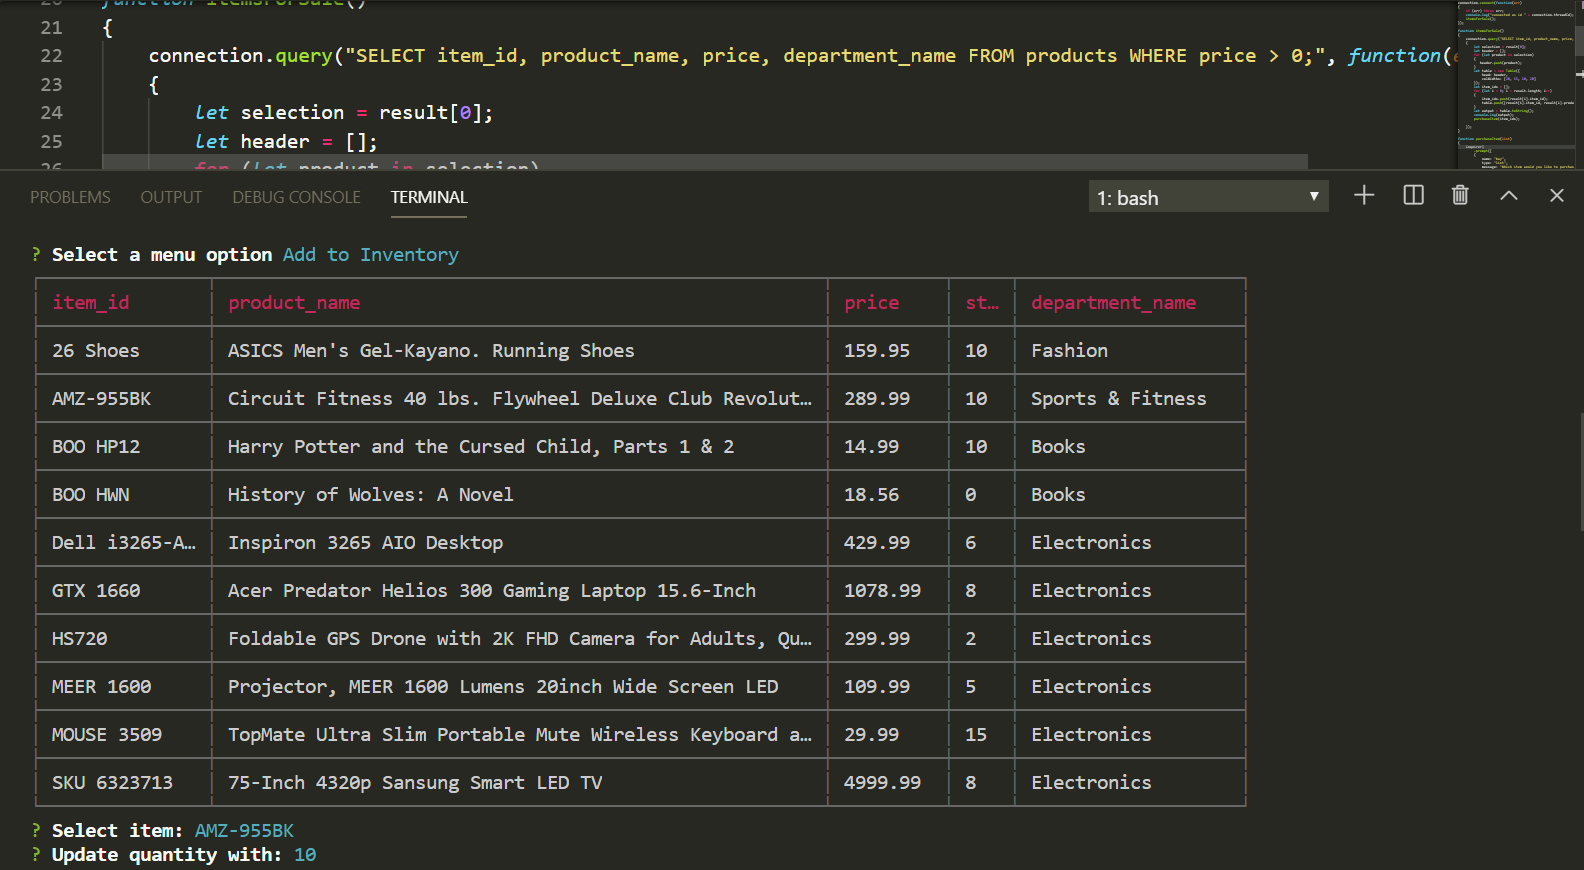 20 function itemsForSale()
21 {
22 connection.query("SELECT item_id, product_name, price, department_name FROM products WHERE price > 0;", function(
23 {
24 let selection = result[0];
25 let header = [];
26 for (let product in selection)
PROBLEMS OUTPUT DEBUG CONSOLE TERMINAL 1: bash
? Select a menu option Add to Inventory
item_id product_name price st… department_name
26 Shoes ASICS Men's Gel-Kayano. Running Shoes 159.95 10 Fashion
AMZ-955BK Circuit Fitness 40 lbs. Flywheel Deluxe Club Revolut… 289.99 10 Sports & Fitness
BOO HP12 Harry Potter and the Cursed Child, Parts 1 & 2 14.99 10 Books
BOO HWN History of Wolves: A Novel 18.56 0 Books
Dell i3265-A… Inspiron 3265 AIO Desktop 429.99 6 Electronics
GTX 1660 Acer Predator Helios 300 Gaming Laptop 15.6-Inch 1078.99 8 Electronics
HS720 Foldable GPS Drone with 2K FHD Camera for Adults, Qu… 299.99 2 Electronics
MEER 1600 Projector, MEER 1600 Lumens 20inch Wide Screen LED 109.99 5 Electronics
MOUSE 3509 TopMate Ultra Slim Portable Mute Wireless Keyboard a… 29.99 15 Electronics
SKU 6323713 75-Inch 4320p Sansung Smart LED TV 4999.99 8 Electronics
? Select item: AMZ-955BK
? Update quantity with: 10